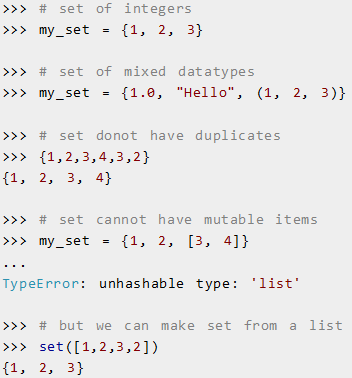 >>> # set of integers
>>> my_set = {1, 2, 3}
>>> # set of mixed datatypes
>>> my_set = {1.0, "Hello", (1, 2, 3)}
>>> # set donot have duplicates
>>> {1,2,3,4,3,2}
{1, 2, 3, 4}
>>> # set cannot have mutable items
>>> my_set = {1, 2, [3, 4]}
...
TypeError: unhashable type: 'list'
>>> # but we can make set from a list
>>> set([1,2,3,2])
{1, 2, 3}